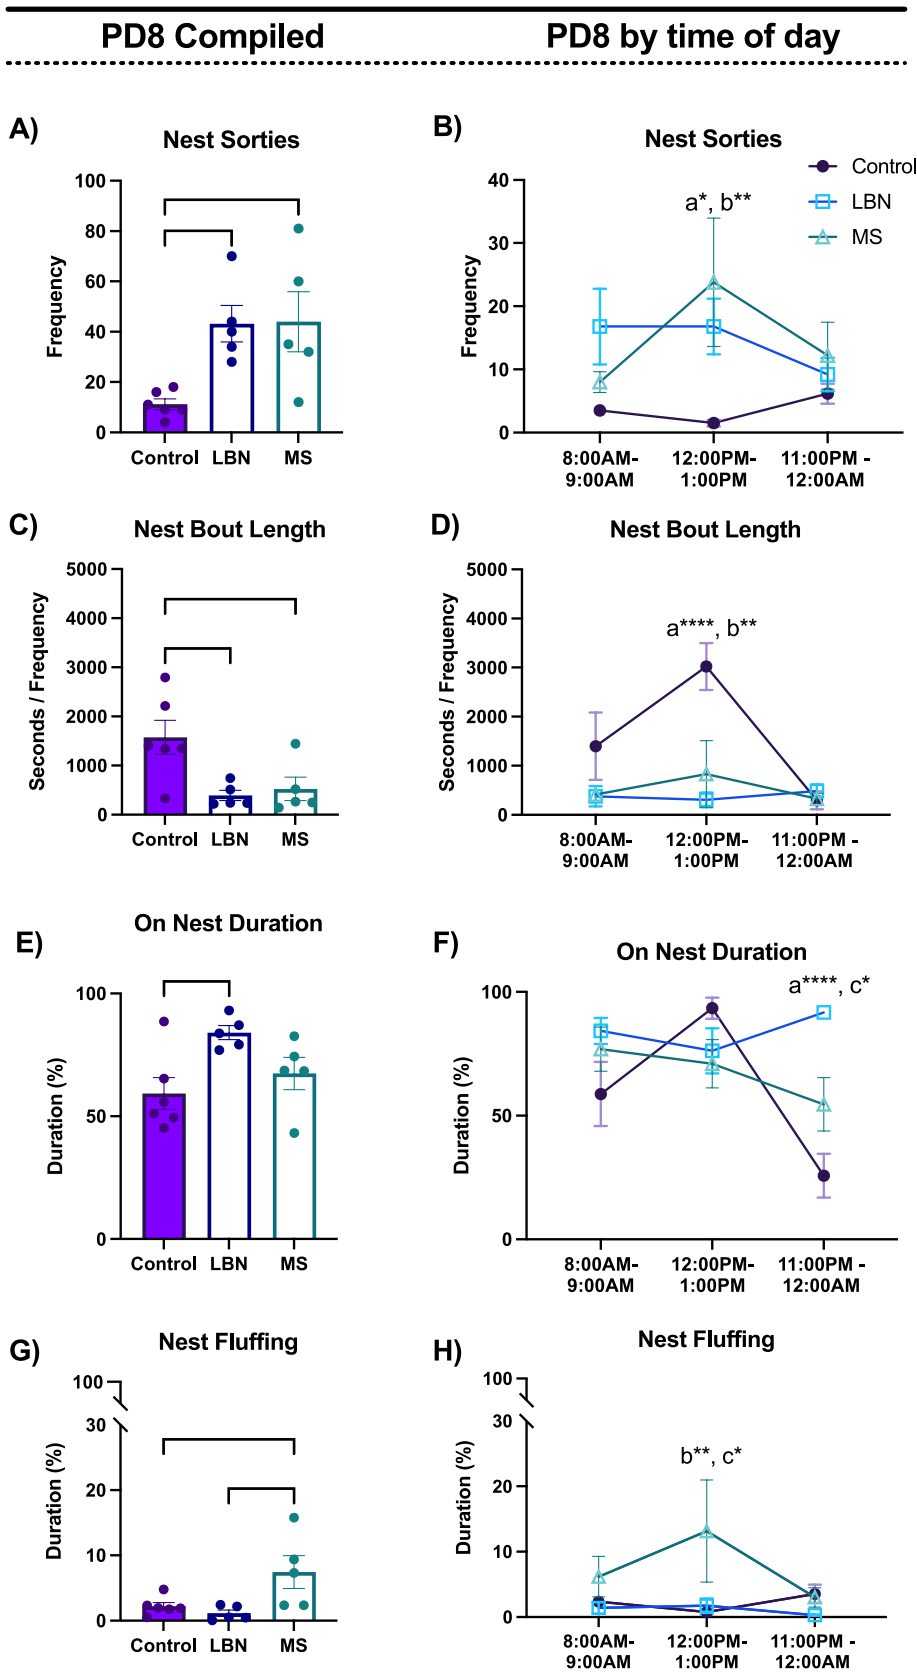 PD8 Compiled
PD8 by time of day
A)
Nest Sorties
Frequency
100
80
60
40
20
0
Control
LBN
MS
B)
Nest Sorties
Control
LBN
MS
a*, b**
Frequency
40
30
20
10
0
8:00AM-
9:00AM
12:00PM-
1:00PM
11:00PM -
12:00AM
C)
Nest Bout Length
Seconds / Frequency
5000
4000
3000
2000
1000
0
Control
LBN
MS
D)
Nest Bout Length
a****, b**
Seconds / Frequency
5000
4000
3000
2000
1000
0
8:00AM-
9:00AM
12:00PM-
1:00PM
11:00PM -
12:00AM
E)
On Nest Duration
Duration (%)
100
50
0
Control
LBN
MS
F)
On Nest Duration
a****, c*
Duration (%)
100
50
0
8:00AM-
9:00AM
12:00PM-
1:00PM
11:00PM -
12:00AM
G)
Nest Fluffing
Duration (%)
100
30
20
10
0
Control
LBN
MS
H)
Nest Fluffing
b**, c*
Duration (%)
100
30
20
10
0
8:00AM-
9:00AM
12:00PM-
1:00PM
11:00PM -
12:00AM